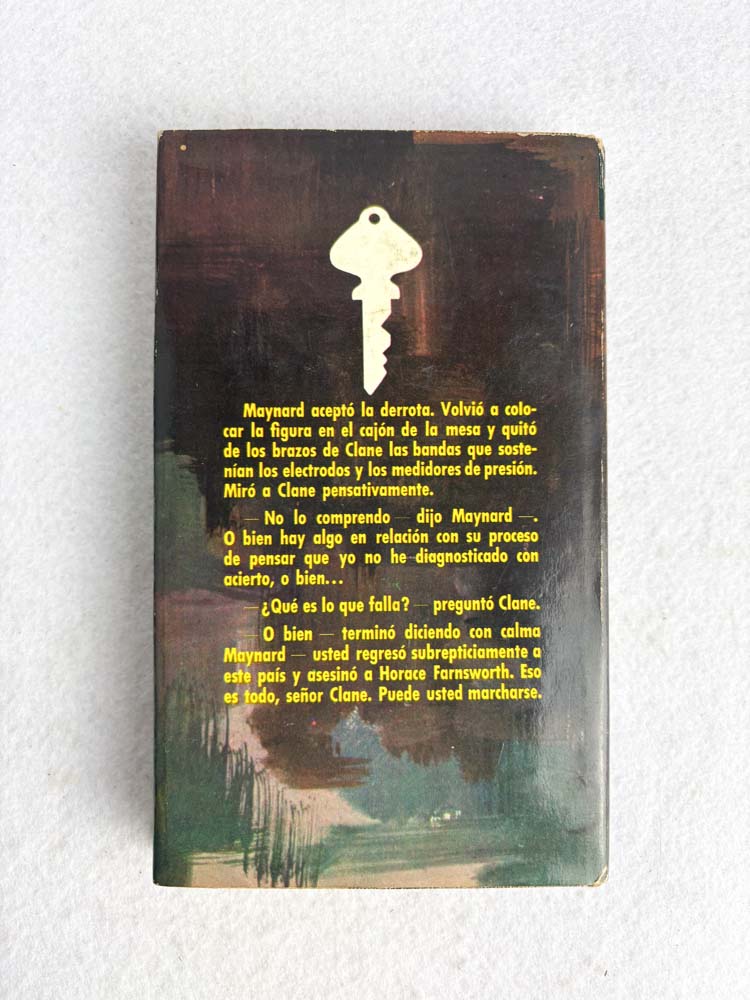 Maynard aceptó la derrota. Volvió a colo-
car la figura en el cajón de la mesa y quitó
de los brazos de Clane las bandas que soste-
nían los electrodos y los medidores de presión.
Miró a Clane pensativamente.
— No lo comprendo — dijo Maynard —.
O bien hay algo en relación con su proceso
de pensar que yo no he diagnosticado con
acierto, o bien...
— ¿Qué es lo que falla? — preguntó Clane.
— O bien — terminó diciendo con calma
Maynard — usted regresó subrepticiamente a
este país y asesinó a Horace Farnsworth. Eso
es todo, señor Clane. Puede usted marcharse.